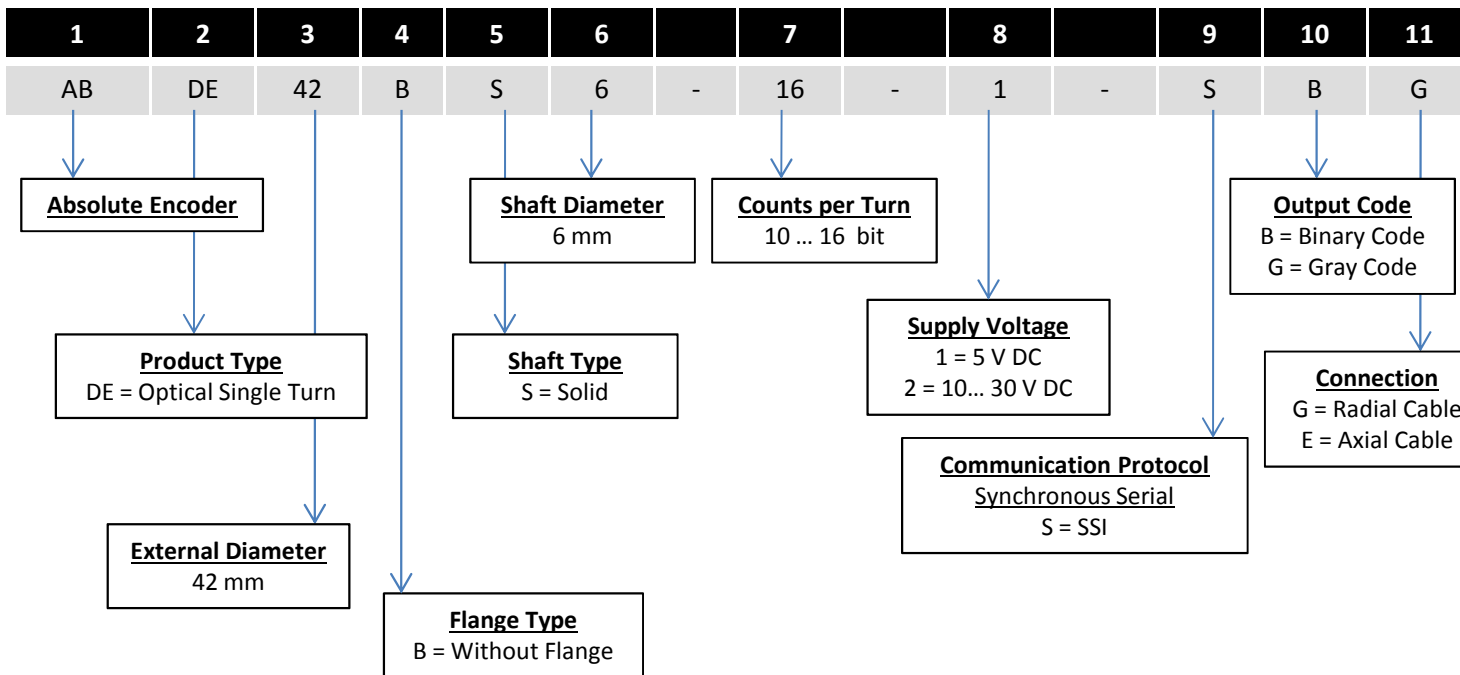 1 2 3 4 5 6 7 8 9 10 11
AB DE 42 B S 6 - 16 - 1 - S B G
Absolute Encoder
Shaft Diameter
6 mm
Counts per Turn
10 ... 16 bit
Output Code
B = Binary Code
G = Gray Code
Product Type
DE = Optical Single Turn
Shaft Type
S = Solid
Supply Voltage
1 = 5 V DC
2 = 10... 30 V DC
Connection
G = Radial Cable
E = Axial Cable
Communication Protocol
Synchronous Serial
S = SSI
External Diameter
42 mm
Flange Type
B = Without Flange